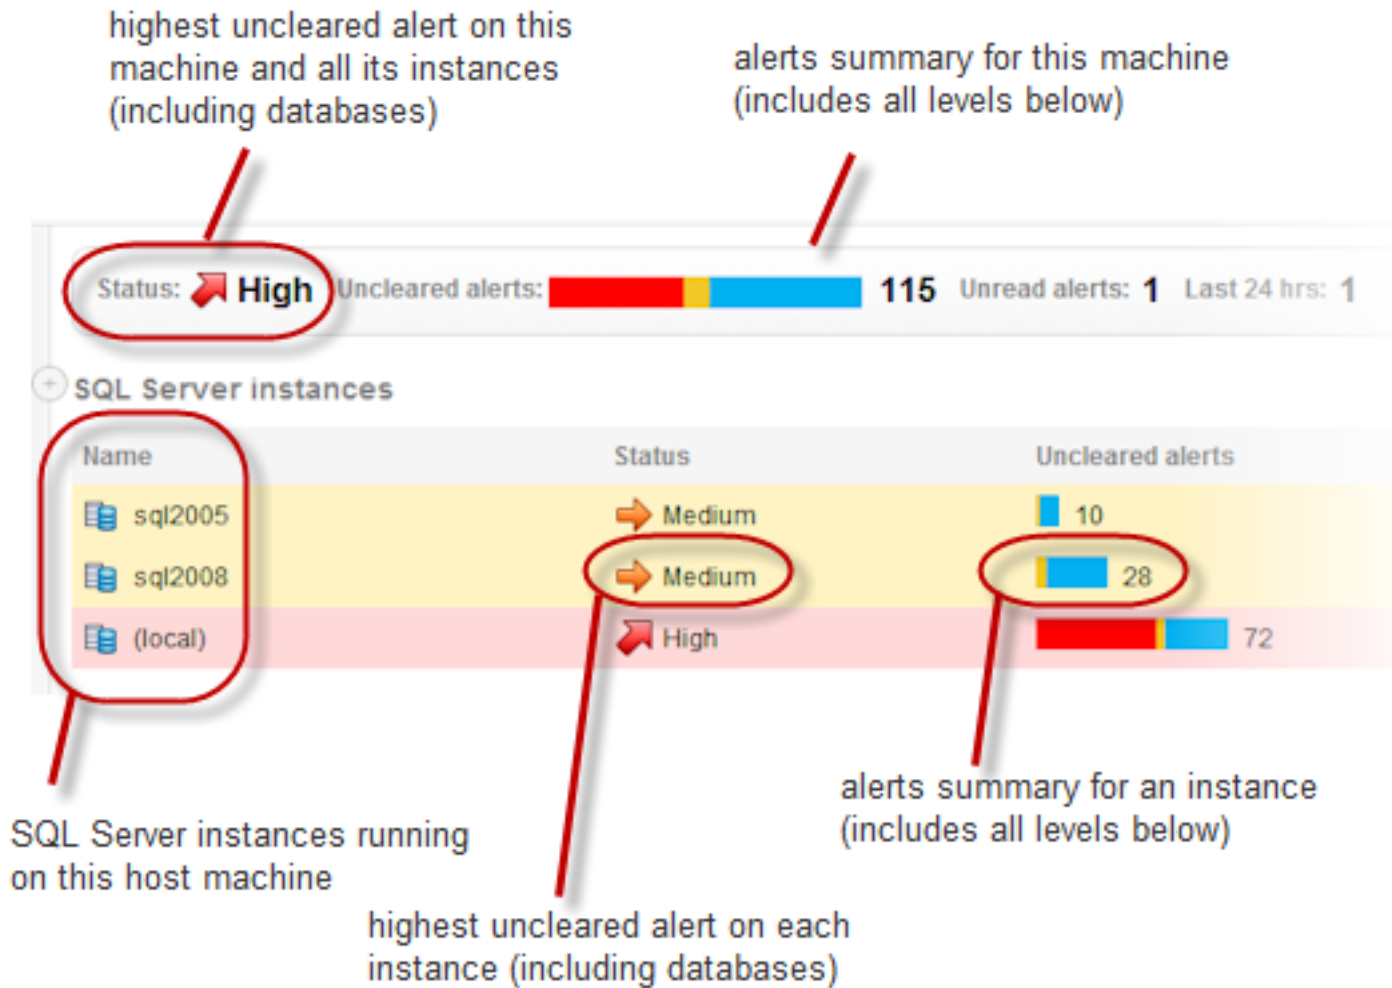 highest uncleared alert on this
machine and all its instances
(including databases)
alerts summary for this machine
(includes all levels below)
Status: High Uncleared alerts: 115 Unread alerts: 1 Last 24 hrs: 1
SQL Server instances
Name Status Uncleared alerts
sql2005 Medium 10
sql2008 Medium 28
(local) High 72
alerts summary for an instance
(includes all levels below)
SQL Server instances running
on this host machine
highest uncleared alert on each
instance (including databases)